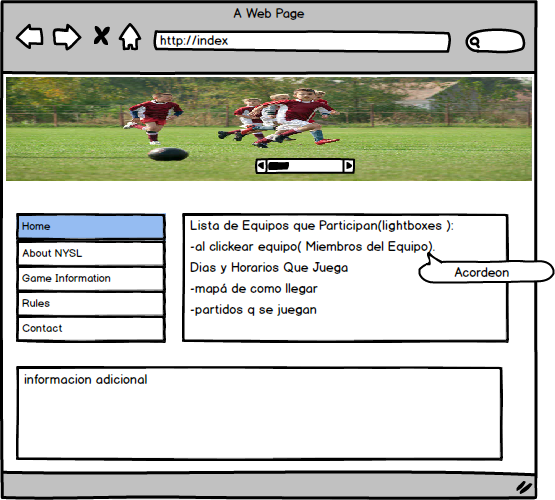 A Web Page
http://index
Home
About NYSL
Game Information
Rules
Contact
Lista de Equipos que Participan(lightboxes ):
-al clickear equipo( Miembros del Equipo).
Dias y Horarios Que Juega
-mapá de como llegar
-partidos q se juegan
Acordeon
informacion adicional